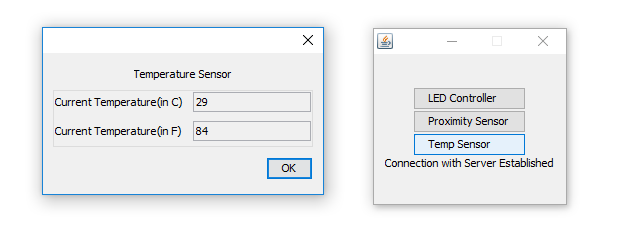 Temperature Sensor
Current Temperature(in C) 29
Current Temperature(in F) 84
OK
LED Controller
Proximity Sensor
Temp Sensor
Connection with Server Established